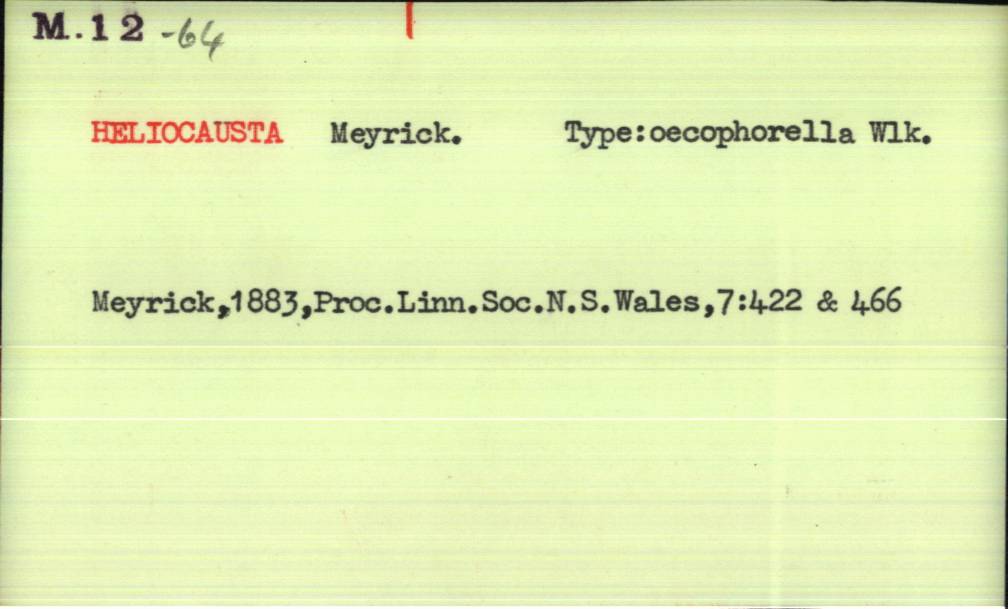 M.12 -64
HELIOCAUSTA Meyrick. Type:oecophorella Wlk.
Meyrick,1883,Proc.Linn.Soc.N.S.Wales,7:422 & 466